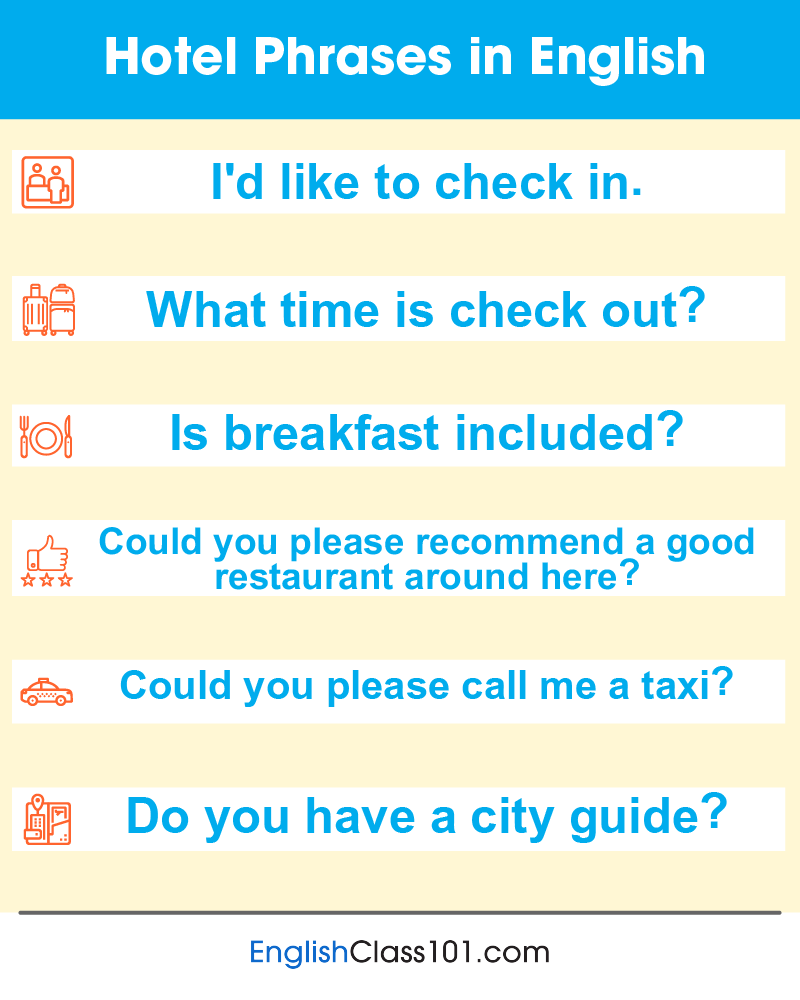 Hotel Phrases in English
I'd like to check in.
What time is check out?
Is breakfast included?
Could you please recommend a good
restaurant around here?
Could you please call me a taxi?
Do you have a city guide?
EnglishClass101.com